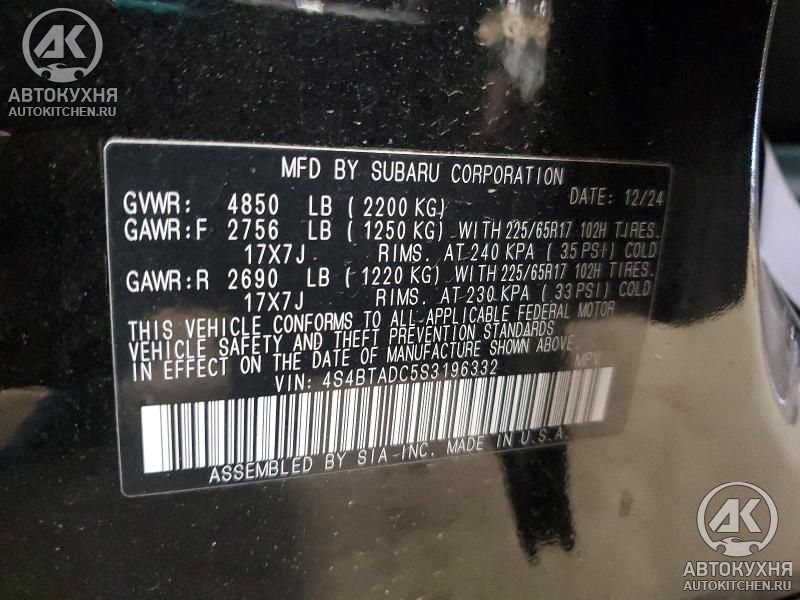 AK
АВТОКУХНЯ
AUTOKITCHEN.RU
MFD BY SUBARU CORPORATION
DATE: 12/24
GVWR: 4850 LB ( 2200 KG)
GAWR:F 2756 LB ( 1250 KG) WITH 225/65R17 102H TIRES.
17X7J RIMS. AT 240 KPA ( 35 PSI) COLD
GAWR:R 2690 LB ( 1220 KG) WITH 225/65R17 102H TIRES.
17X7J RIMS. AT 230 KPA ( 33 PSI) COLD
THIS VEHICLE CONFORMS TO ALL APPLICABLE FEDERAL MOTOR
VEHICLE SAFETY AND THEFT PREVENTION STANDARDS
IN EFFECT ON THE DATE OF MANUFACTURE SHOWN ABOVE.
VIN: 4S4BTADC5S3196332 MPV
ASSEMBLED BY SIA-INC. MADE IN U.S.A.
AK
АВТОКУХНЯ
AUTOKITCHEN.RU